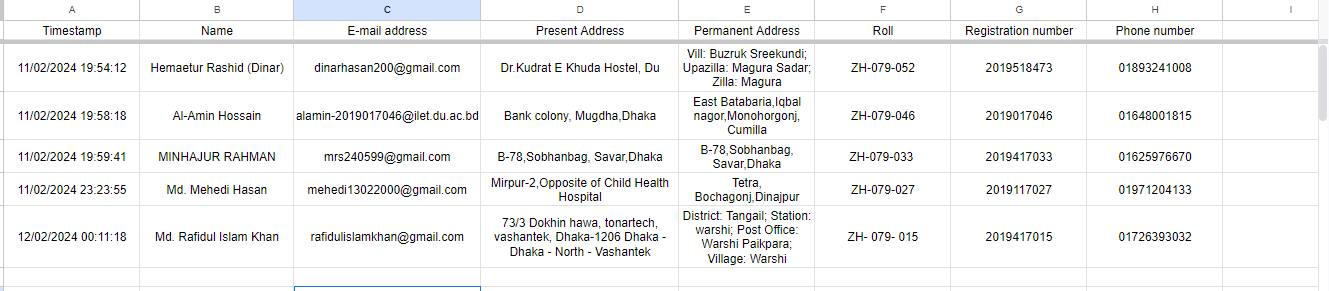 A B C D E F G H I
Timestamp Name E-mail address Present Address Permanent Address Roll Registration number Phone number
11/02/2024 19:54:12 Hemaetur Rashid (Dinar) dinarhasan200@gmail.com Dr.Kudrat E Khuda Hostel, Du Vill: Buzruk Sreekundi;
Upazilla: Magura Sadar;
Zilla: Magura ZH-079-052 2019518473 01893241008
11/02/2024 19:58:18 Al-Amin Hossain alamin-2019017046@ilet.du.ac.bd Bank colony, Mugdha,Dhaka East Batabaria,Iqbal
nagor,Monohorgonj,
Cumilla ZH-079-046 2019017046 01648001815
11/02/2024 19:59:41 MINHAJUR RAHMAN mrs240599@gmail.com B-78,Sobhanbag, Savar,Dhaka B-78,Sobhanbag,
Savar,Dhaka ZH-079-033 2019417033 01625976670
11/02/2024 23:23:55 Md. Mehedi Hasan mehedi13022000@gmail.com Mirpur-2,Opposite of Child Health
Hospital Tetra,
Bochagonj,Dinajpur ZH-079-027 2019117027 01971204133
12/02/2024 00:11:18 Md. Rafidul Islam Khan rafidulislamkhan@gmail.com 73/3 Dokhin hawa, tonartech,
vashantek, Dhaka-1206 Dhaka -
Dhaka - North - Vashantek District: Tangail; Station:
warshi; Post Office:
Warshi Paikpara;
Village: Warshi ZH- 079- 015 2019417015 01726393032